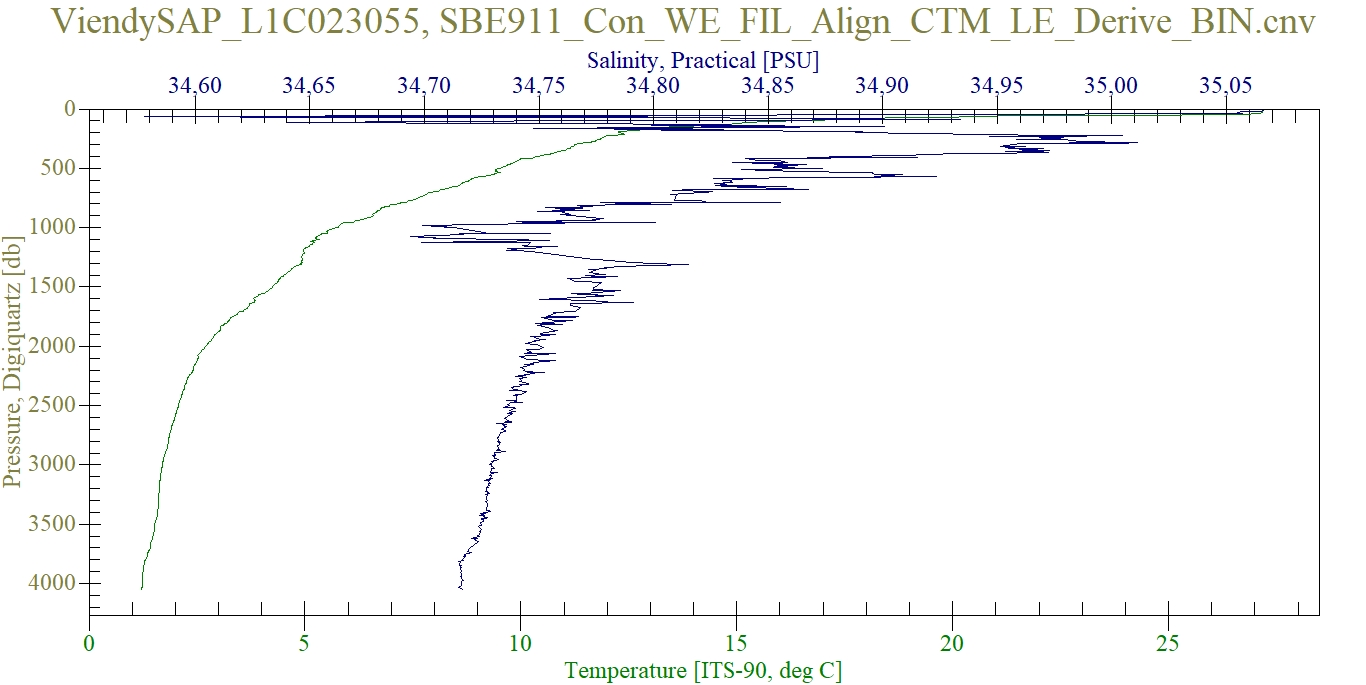 ViendySAP_L1C023055, SBE911_Con_WE_FIL_Align_CTM_LE_Derive_BIN.cnv
Salinity, Practical [PSU]
34,60 34,65 34,70 34,75 34,80 34,85 34,90 34,95 35,00 35,05
Pressure, Digiquartz [db]
0
500
1000
1500
2000
2500
3000
3500
4000
0 5 10 15 20 25
Temperature [ITS-90, deg C]